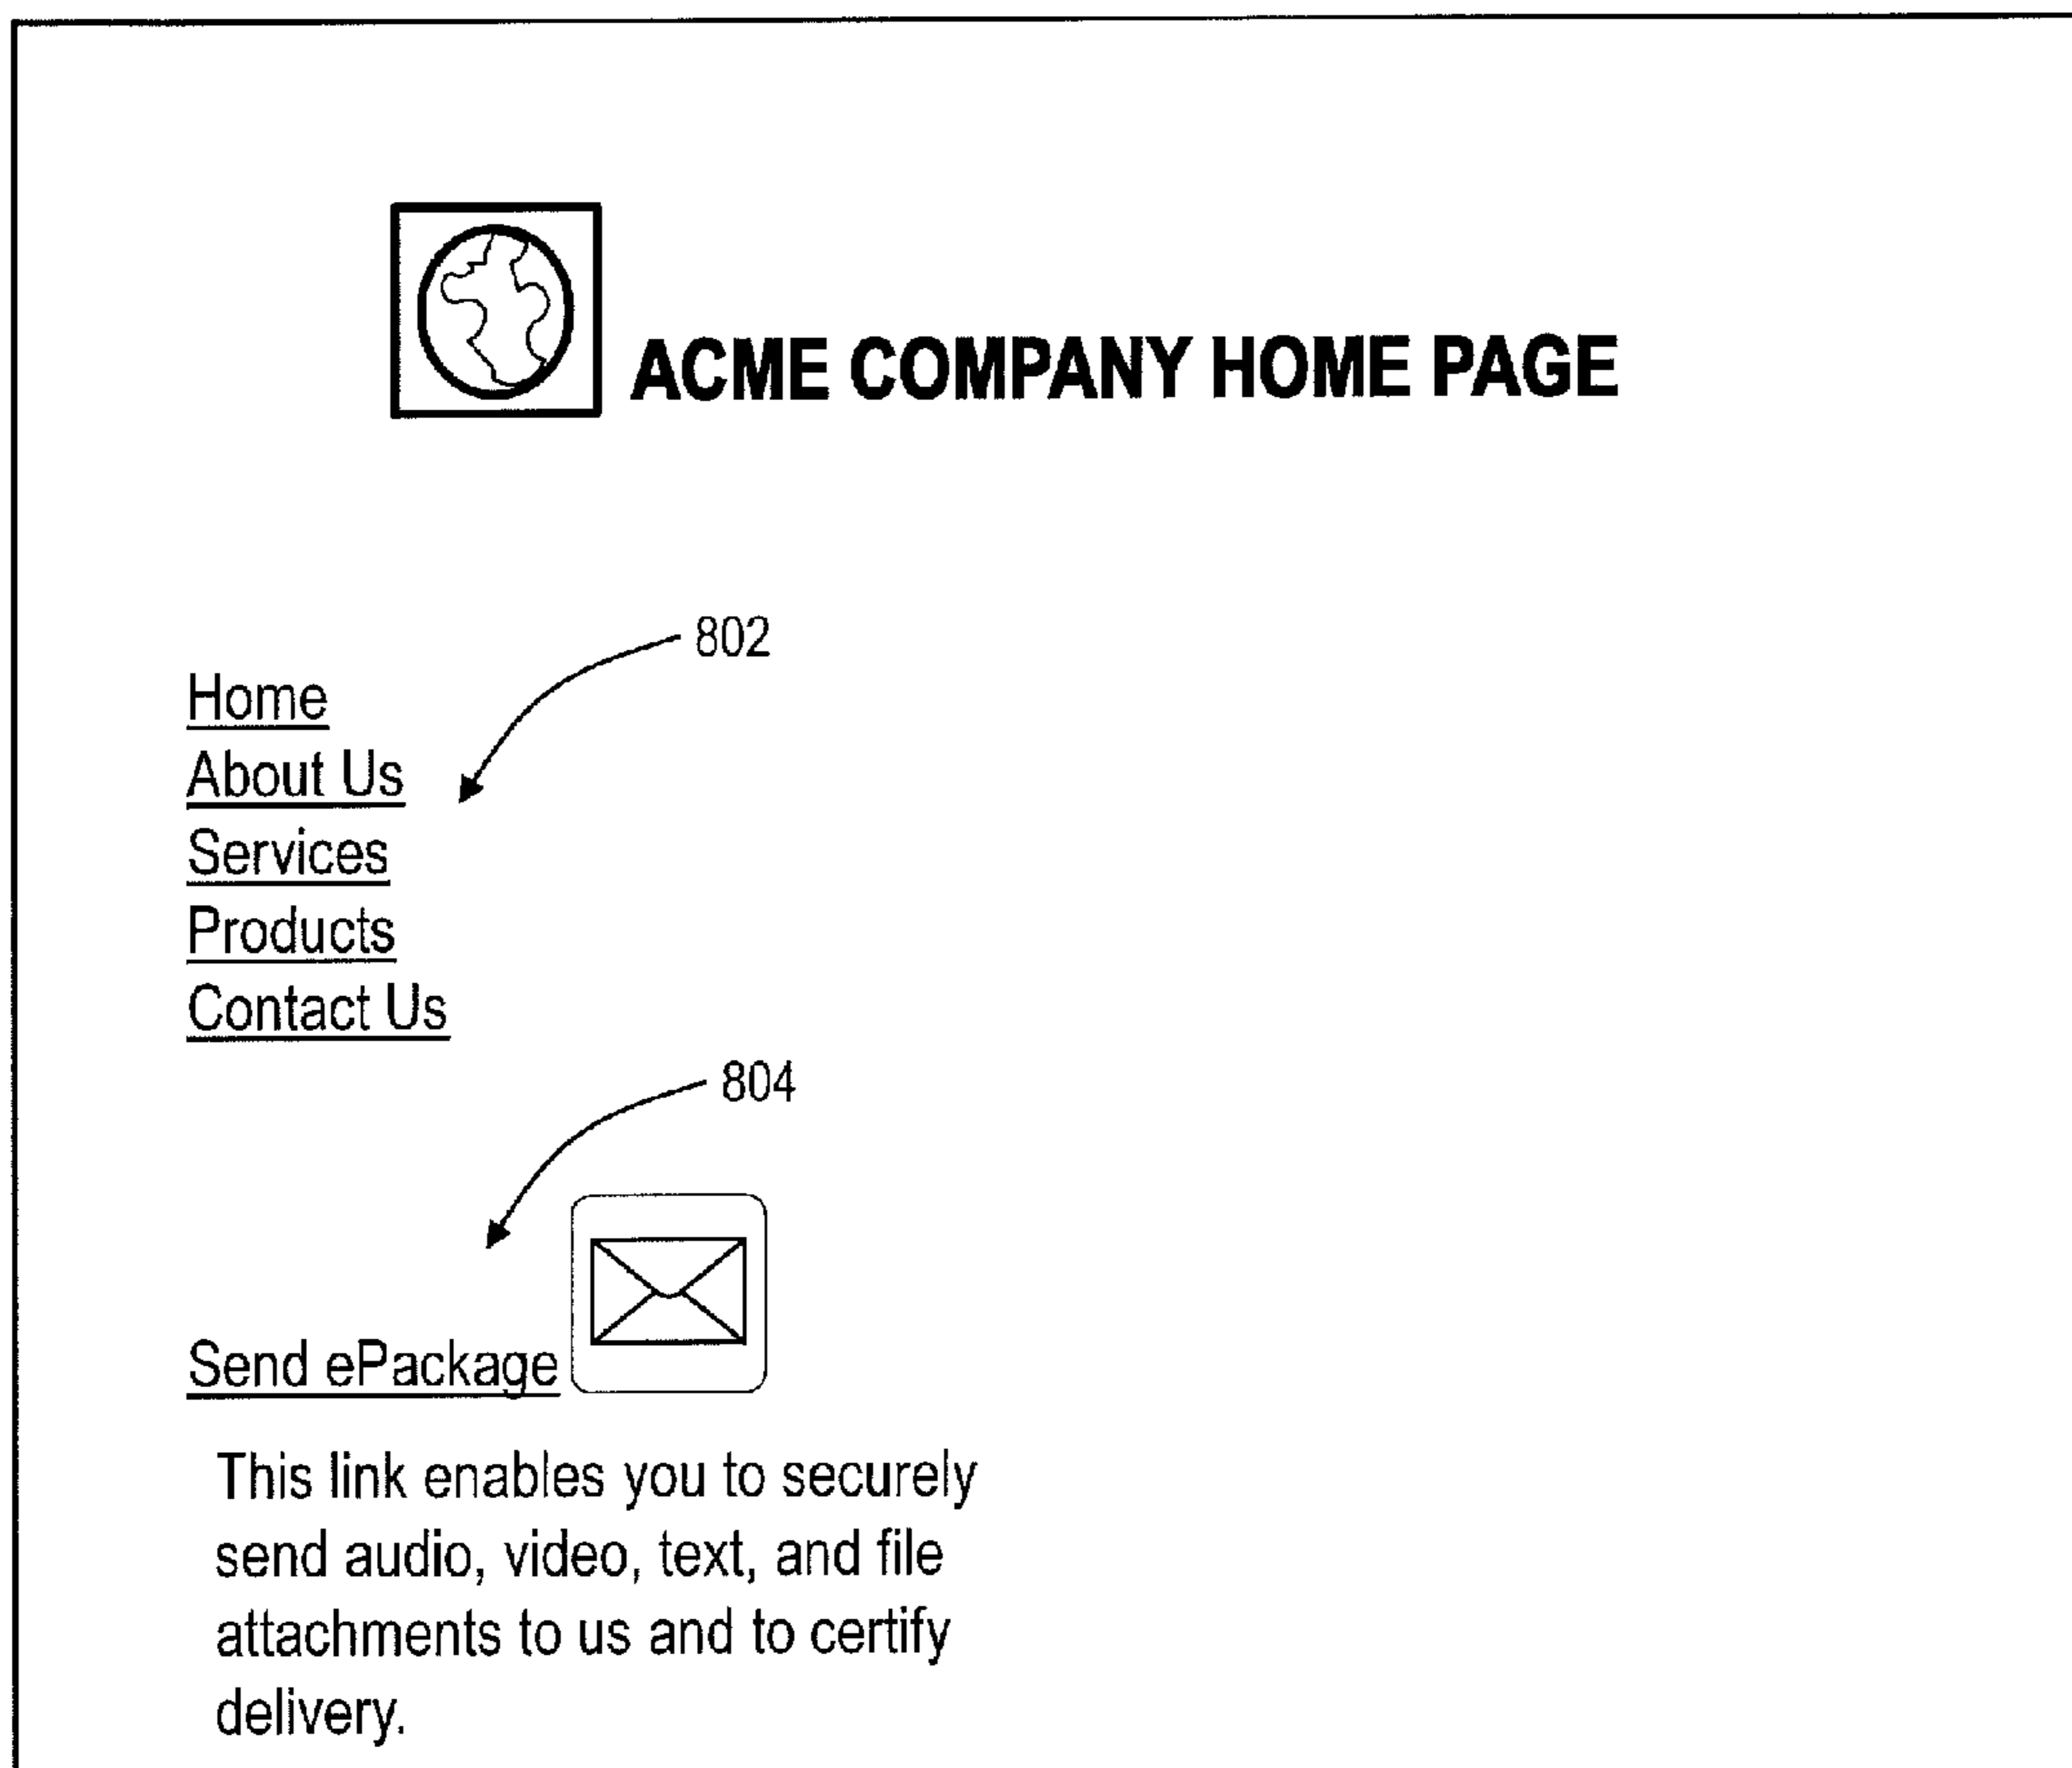 ACME COMPANY HOME PAGE
802
Home
About Us
Services
Products
Contact Us
804
Send ePackage
This link enables you to securely
send audio, video, text, and file
attachments to us and to certify
delivery.